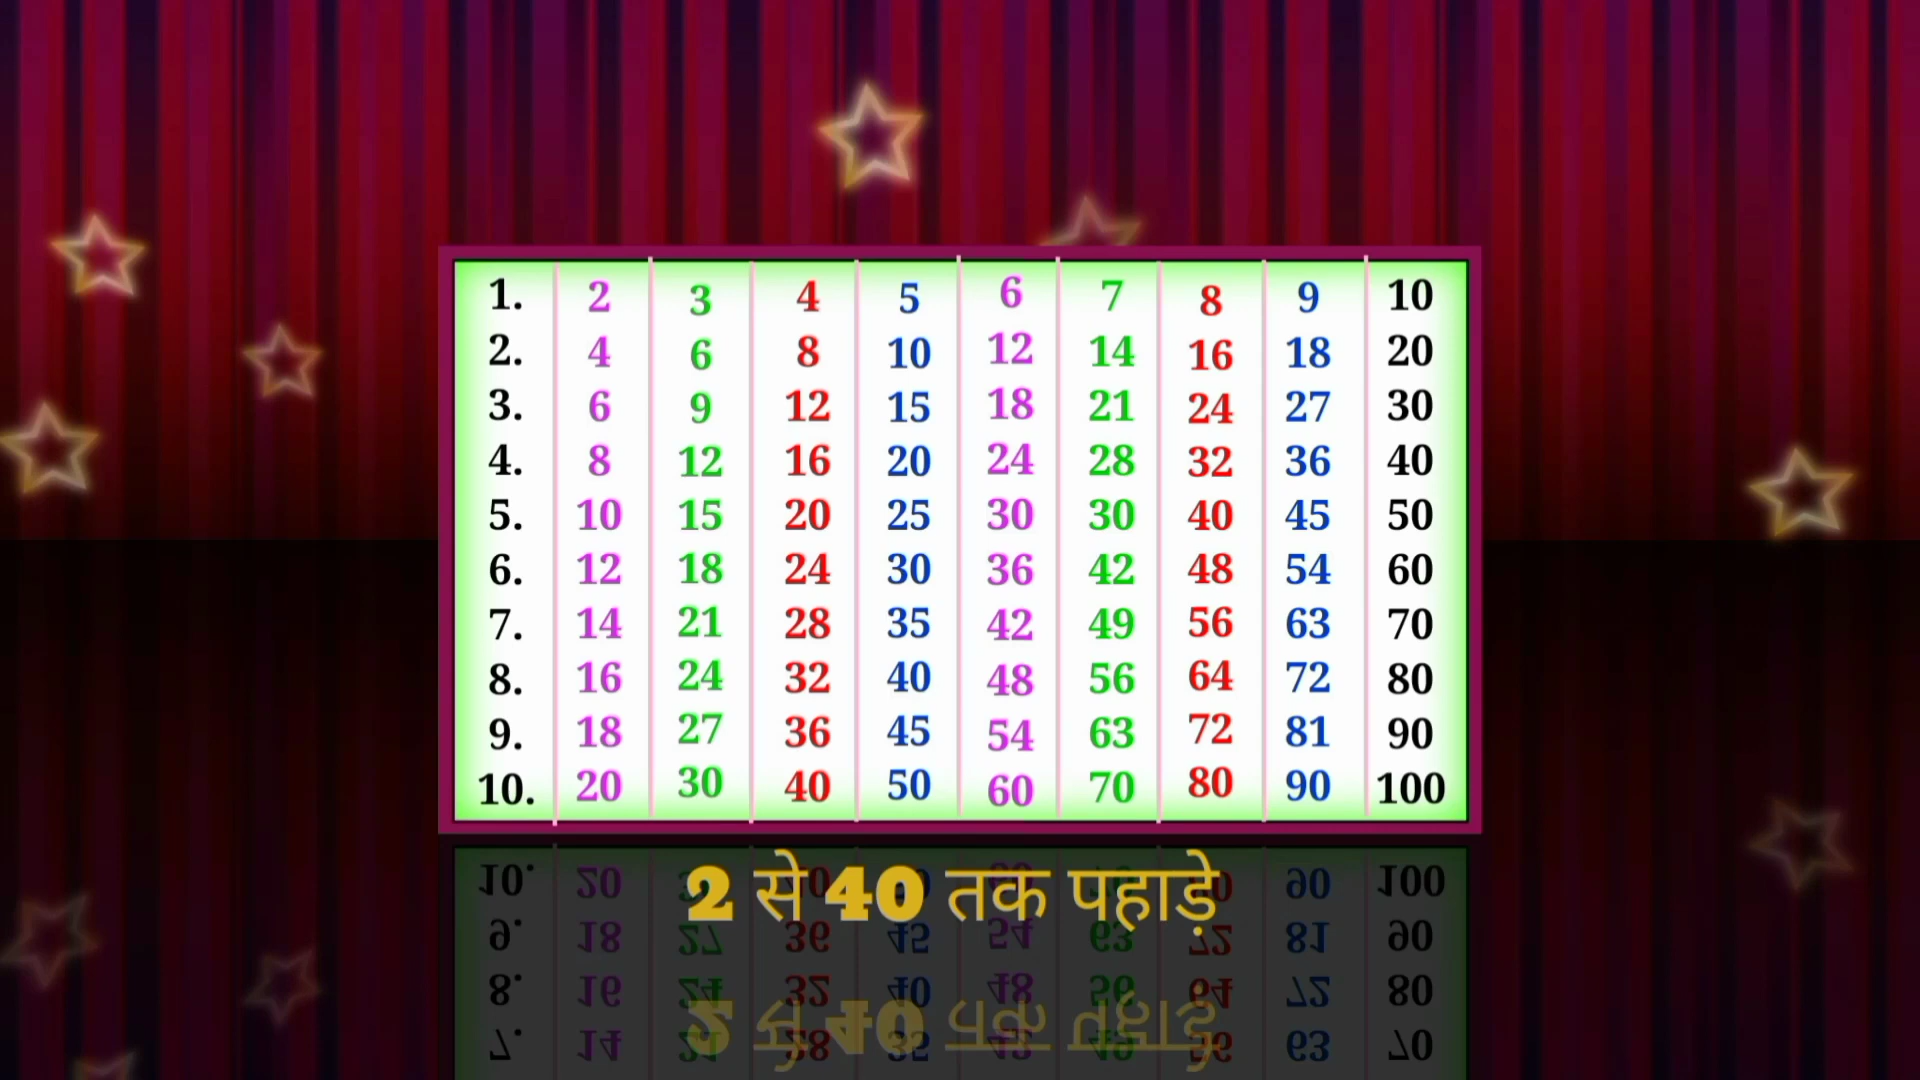 1. 2 3 4 5 6 7 8 9 10
2. 4 6 8 10 12 14 16 18 20
3. 6 9 12 15 18 21 24 27 30
4. 8 12 16 20 24 28 32 36 40
5. 10 15 20 25 30 30 40 45 50
6. 12 18 24 30 36 42 48 54 60
7. 14 21 28 35 42 49 56 63 70
8. 16 24 32 40 48 56 64 72 80
9. 18 27 36 45 54 63 72 81 90
10. 20 30 40 50 60 70 80 90 100
2 से 40 तक पहाड़े